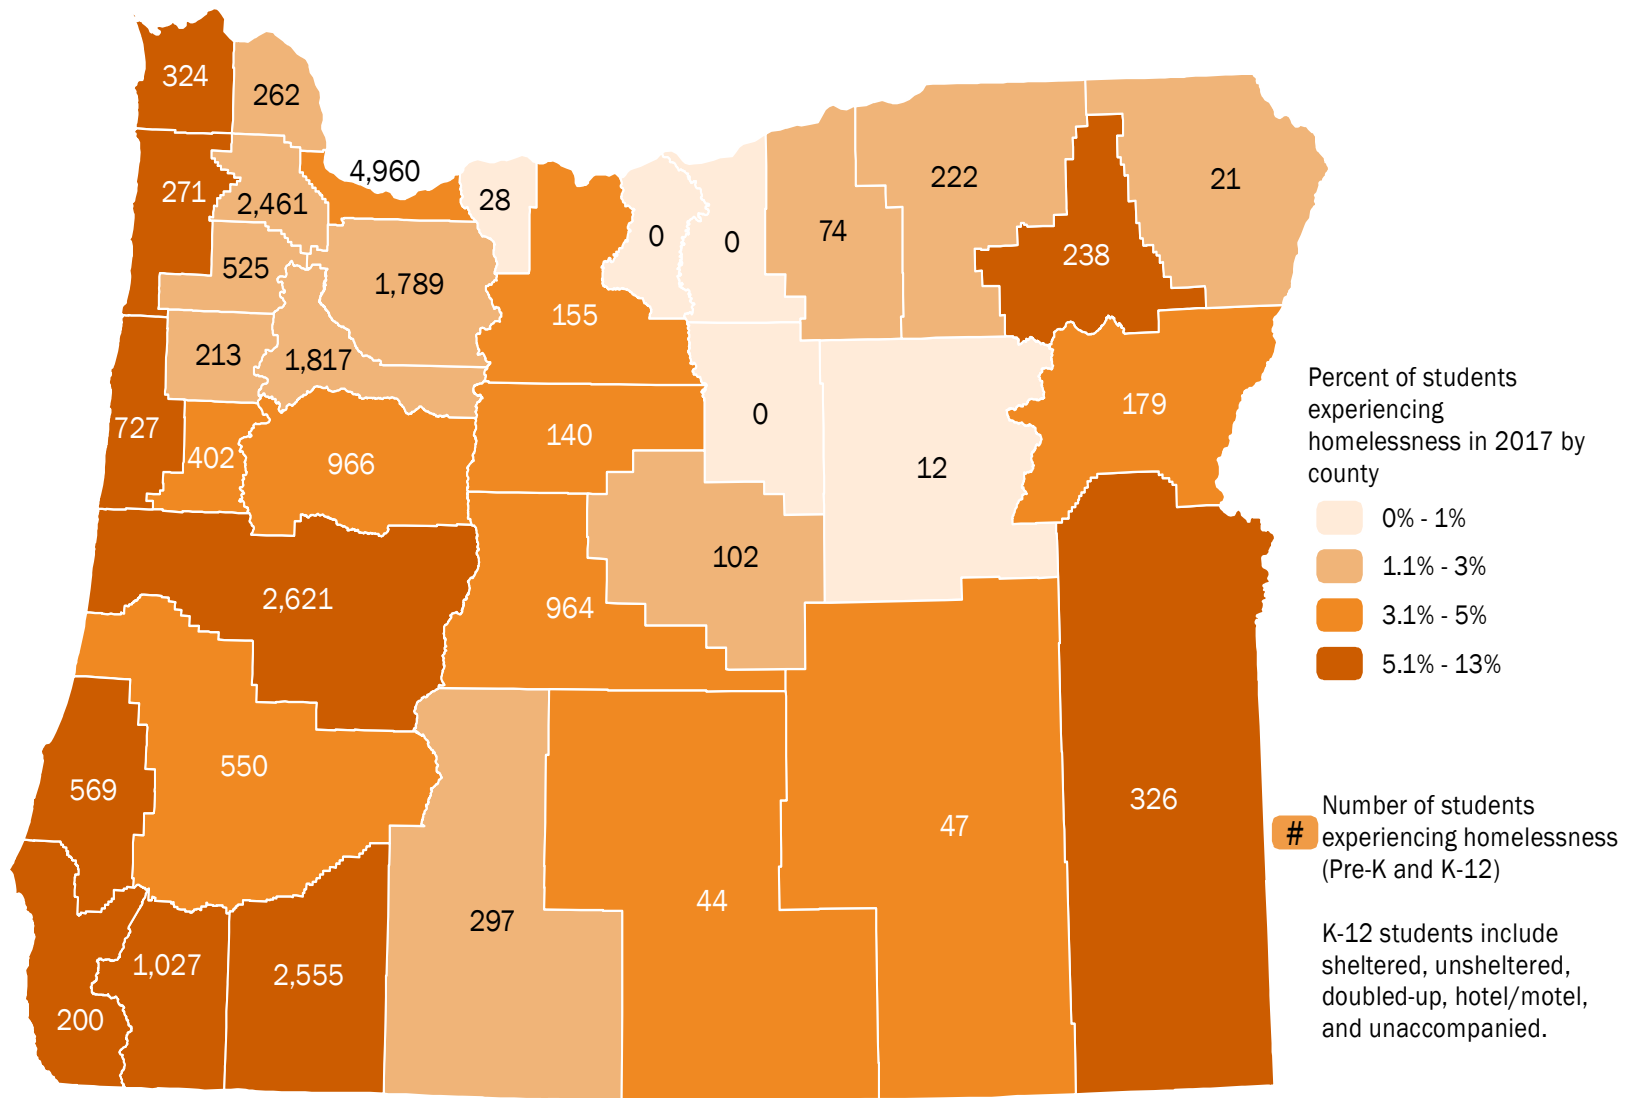 324
262
4,960
28
271
2,461
0
0
74
222
21
525
1,789
238
155
213
1,817
179
727
402
966
140
0
12
2,621
964
102
550
569
297
44
47
326
1,027
2,555
200
Percent of students
experiencing
homelessness in 2017 by
county
0% - 1%
1.1% - 3%
3.1% - 5%
5.1% - 13%
# Number of students
experiencing homelessness
(Pre-K and K-12)
K-12 students include
sheltered, unsheltered,
doubled-up, hotel/motel,
and unaccompanied.